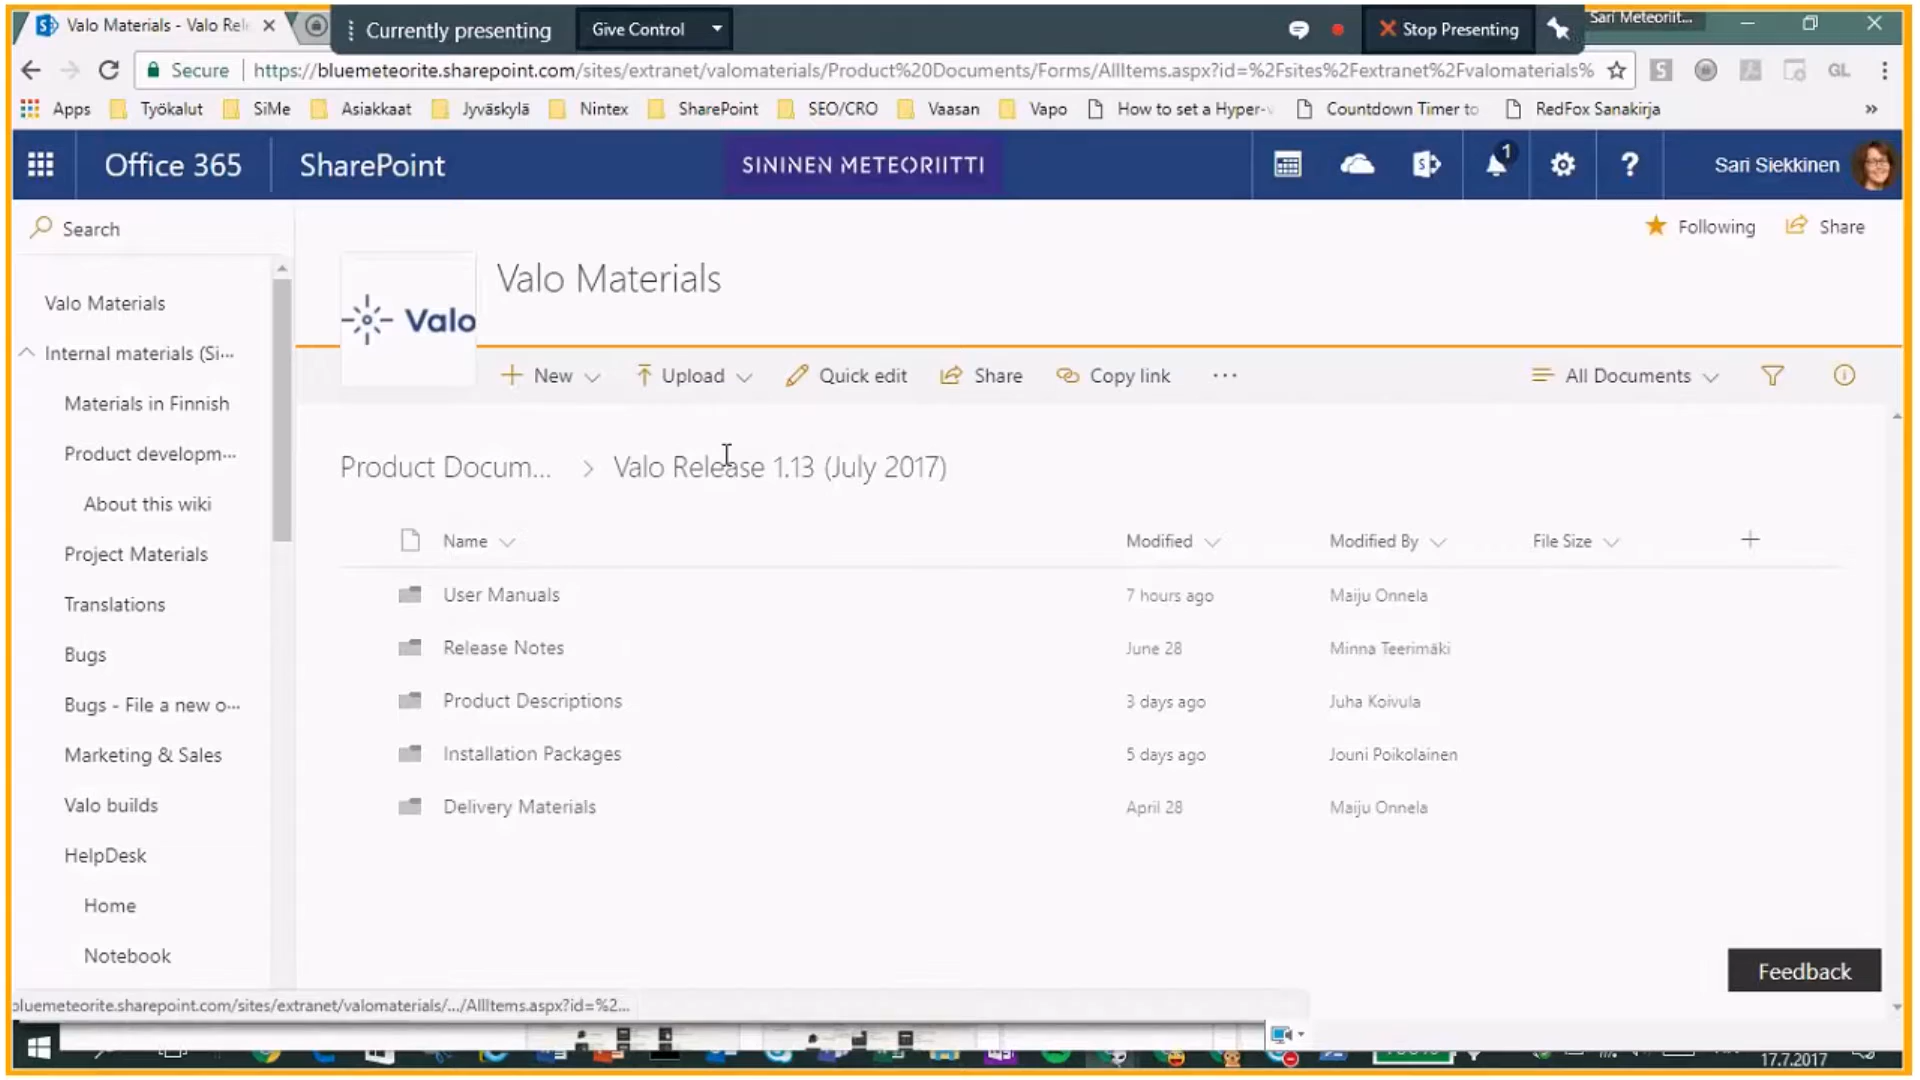 Valo Materials - Valo Rel
Currently presenting
Give Control
Stop Presenting
Sari Meteoriit...
Secure
https://bluemeteorite.sharepoint.com/sites/extranet/valomaterials/Product%20Documents/Forms/AllItems.aspx?id=%2Fsites%2Fextranet%2Fvalomaterials%
GL
Apps
Työkalut
SiMe
Asiakkaat
Jyväskylä
Nintex
SharePoint
SEO/CRO
Vaasan
Vapo
How to set a Hyper-v
Countdown Timer to
RedFox Sanakirja
»
Office 365
SharePoint
SININEN METEORIITTI
1
Sari Siekkinen
Search
Following
Share
Valo Materials
Valo
New
Upload
Quick edit
Share
Copy link
...
All Documents
Valo Materials
Internal materials (Si...
Materials in Finnish
Product developm...
About this wiki
Project Materials
Translations
Bugs
Bugs - File a new o...
Marketing & Sales
Valo builds
HelpDesk
Home
Notebook
Product Docum... > Valo Release 1.13 (July 2017)
Name Modified Modified By File Size
User Manuals 7 hours ago Maiju Onnela
Release Notes June 28 Minna Teerimäki
Product Descriptions 3 days ago Juha Koivula
Installation Packages 5 days ago Jouni Poikolainen
Delivery Materials April 28 Maiju Onnela
Feedback
bluemeteorite.sharepoint.com/sites/extranet/valomaterials/.../AllItems.aspx?id=%2...
17.7.2017